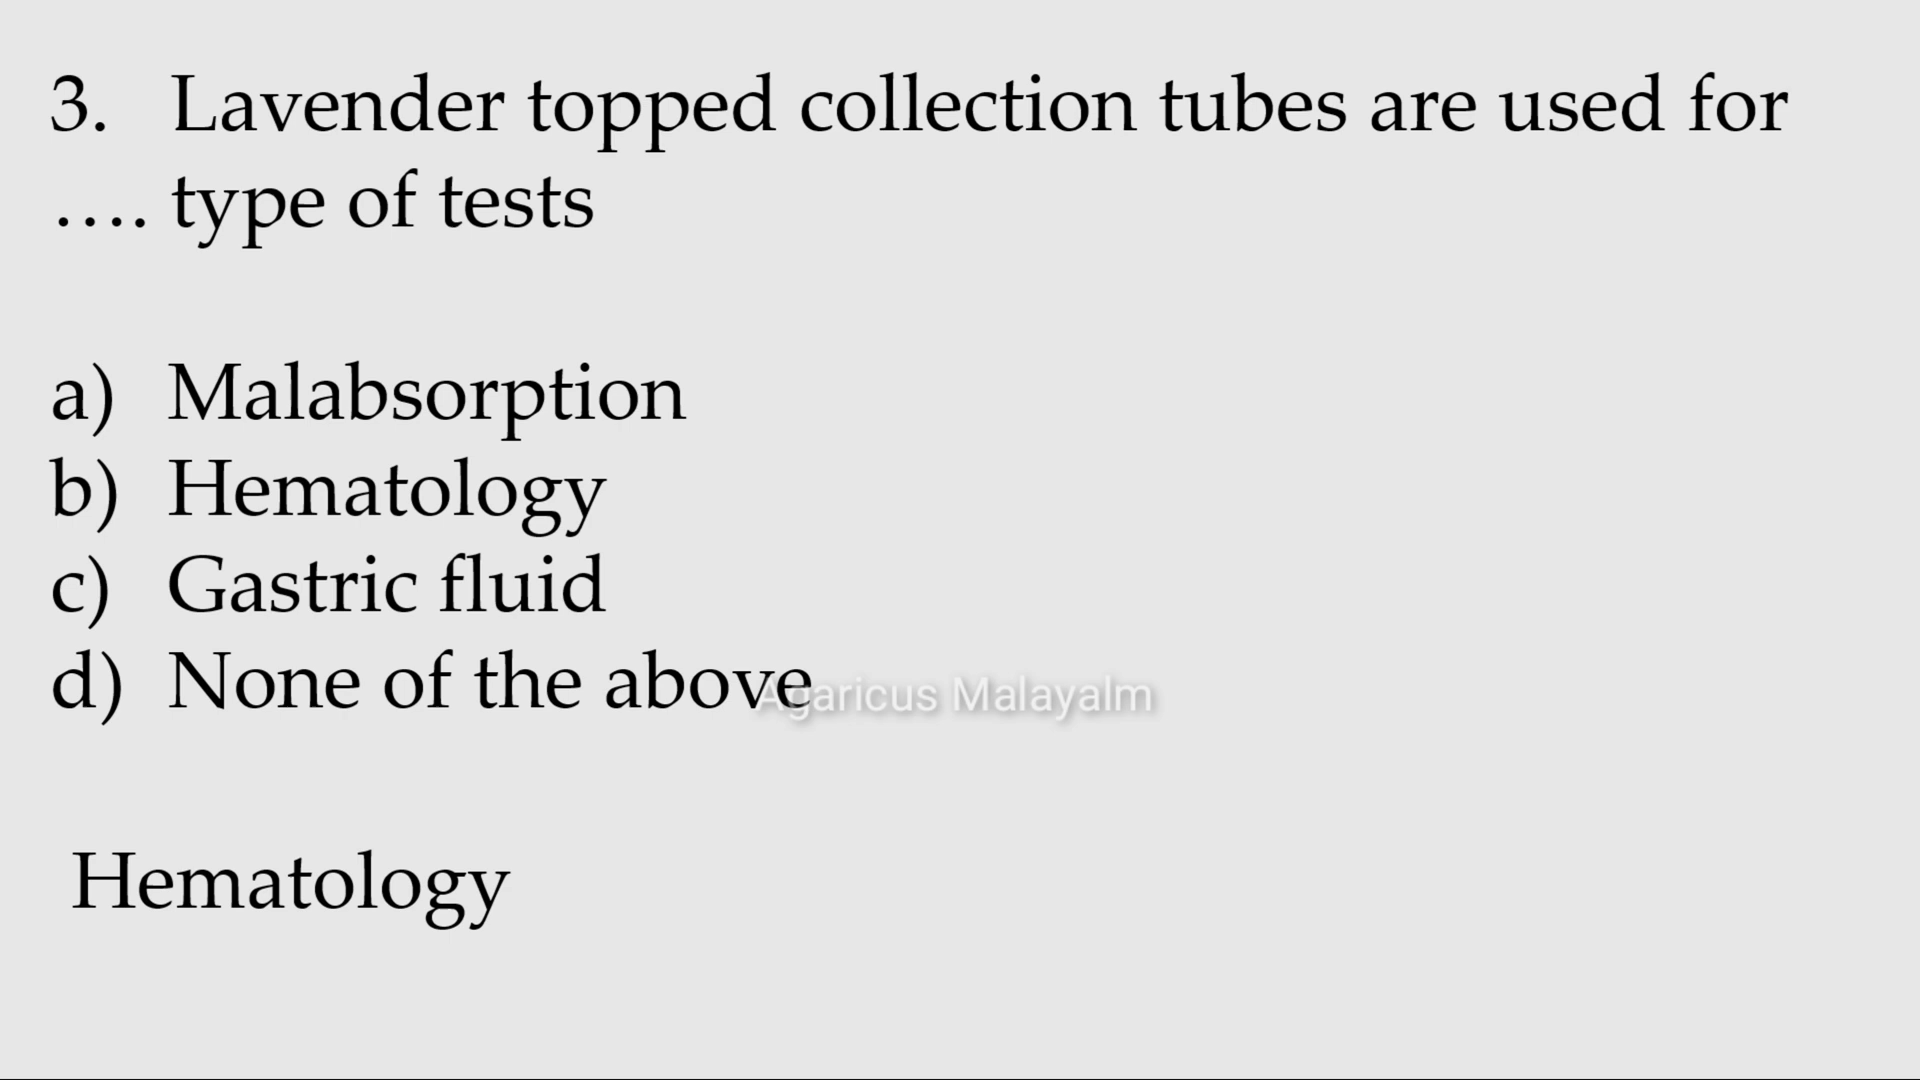 3. Lavender topped collection tubes are used for
.... type of tests
a) Malabsorption
b) Hematology
c) Gastric fluid
d) None of the above
Agaricus Malayalm
Hematology